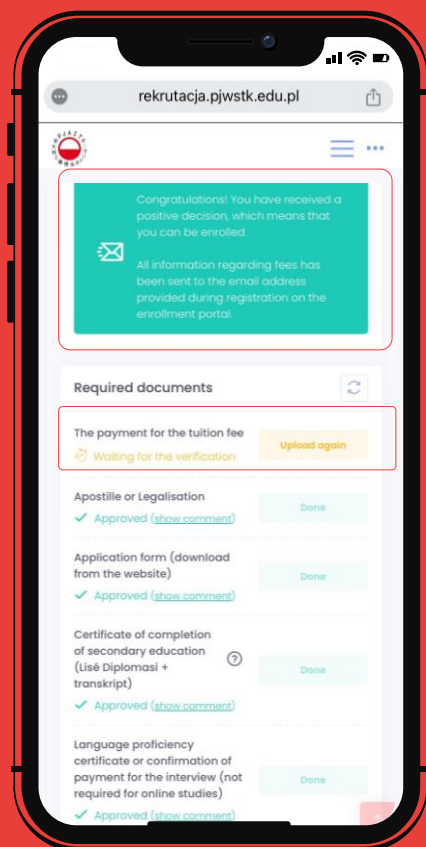 rekrutacja.pjwstk.edu.pl
Congratulations! You have received a
positive decision, which means that
you can be enrolled.
All information regarding fees has
been sent to the email address
provided during registration on the
enrollment portal.
Required documents
The payment for the tuition fee
Waiting for the verification
Upload again
Apostille or Legalisation
Approved (show comment)
Done
Application form (download
from the website)
Approved (show comment)
Done
Certificate of completion
of secondary education
(Lisé Diplomasi +
transkript)
?
Approved (show comment)
Done
Language proficiency
certificate or confirmation of
payment for the interview (not
required for online studies)
Approved (show comment)
Done